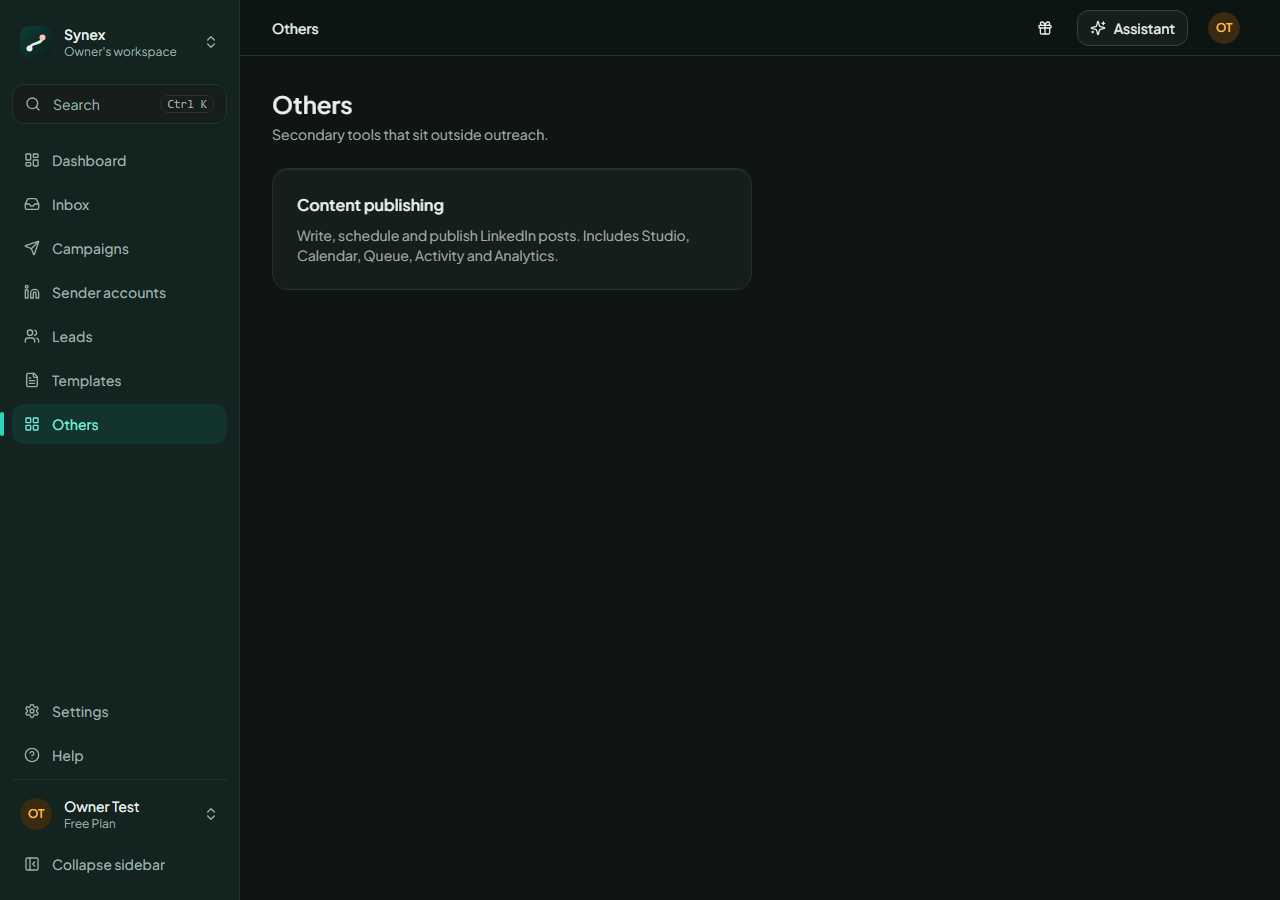 Synex
Owner's workspace
Search
Ctrl K
Dashboard
Inbox
Campaigns
Sender accounts
Leads
Templates
Others
Settings
Help
OT
Owner Test
Free Plan
Collapse sidebar
Others
Assistant
OT
Others
Secondary tools that sit outside outreach.
Content publishing
Write, schedule and publish LinkedIn posts. Includes Studio,
Calendar, Queue, Activity and Analytics.